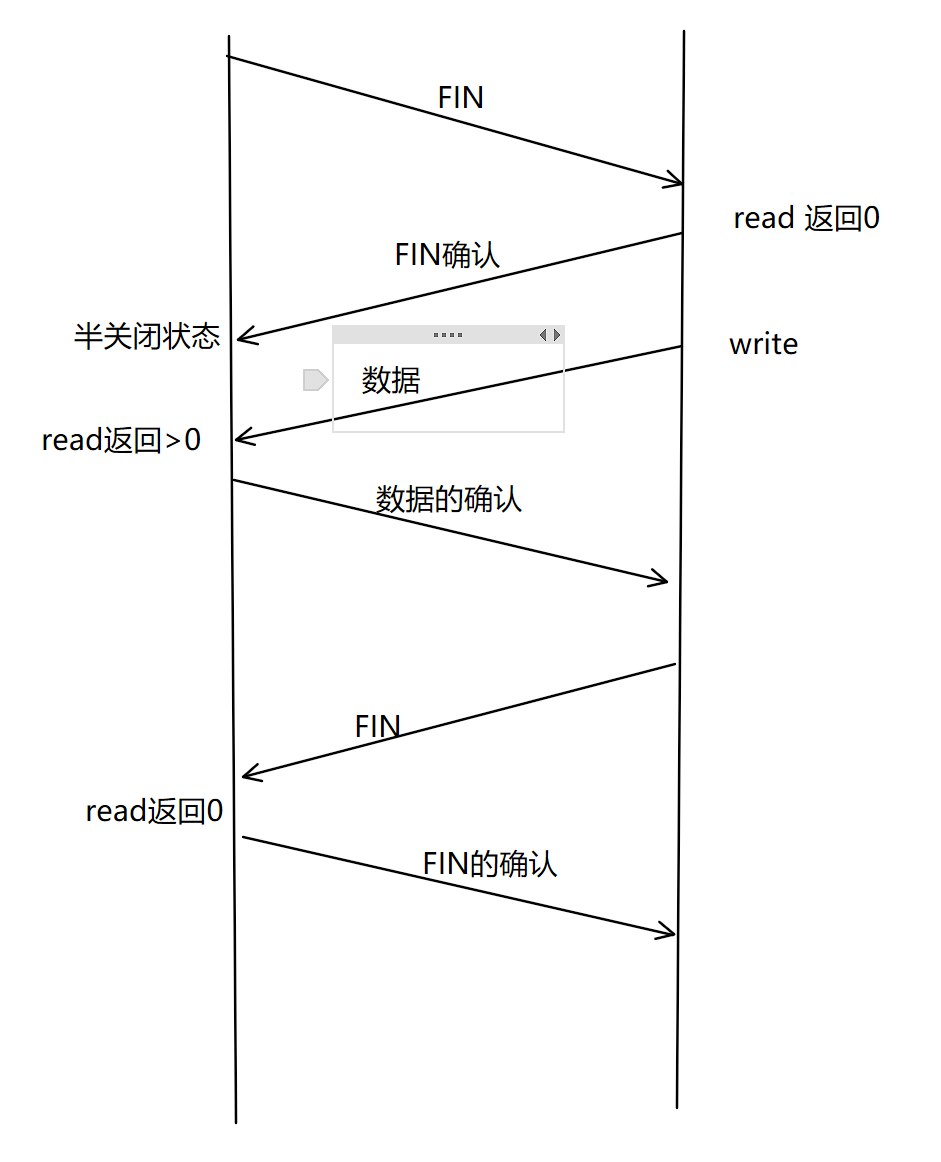 FIN
read 返回0
FIN确认
半关闭状态
write
数据
read返回>0
数据的确认
FIN
read返回0
FIN的确认